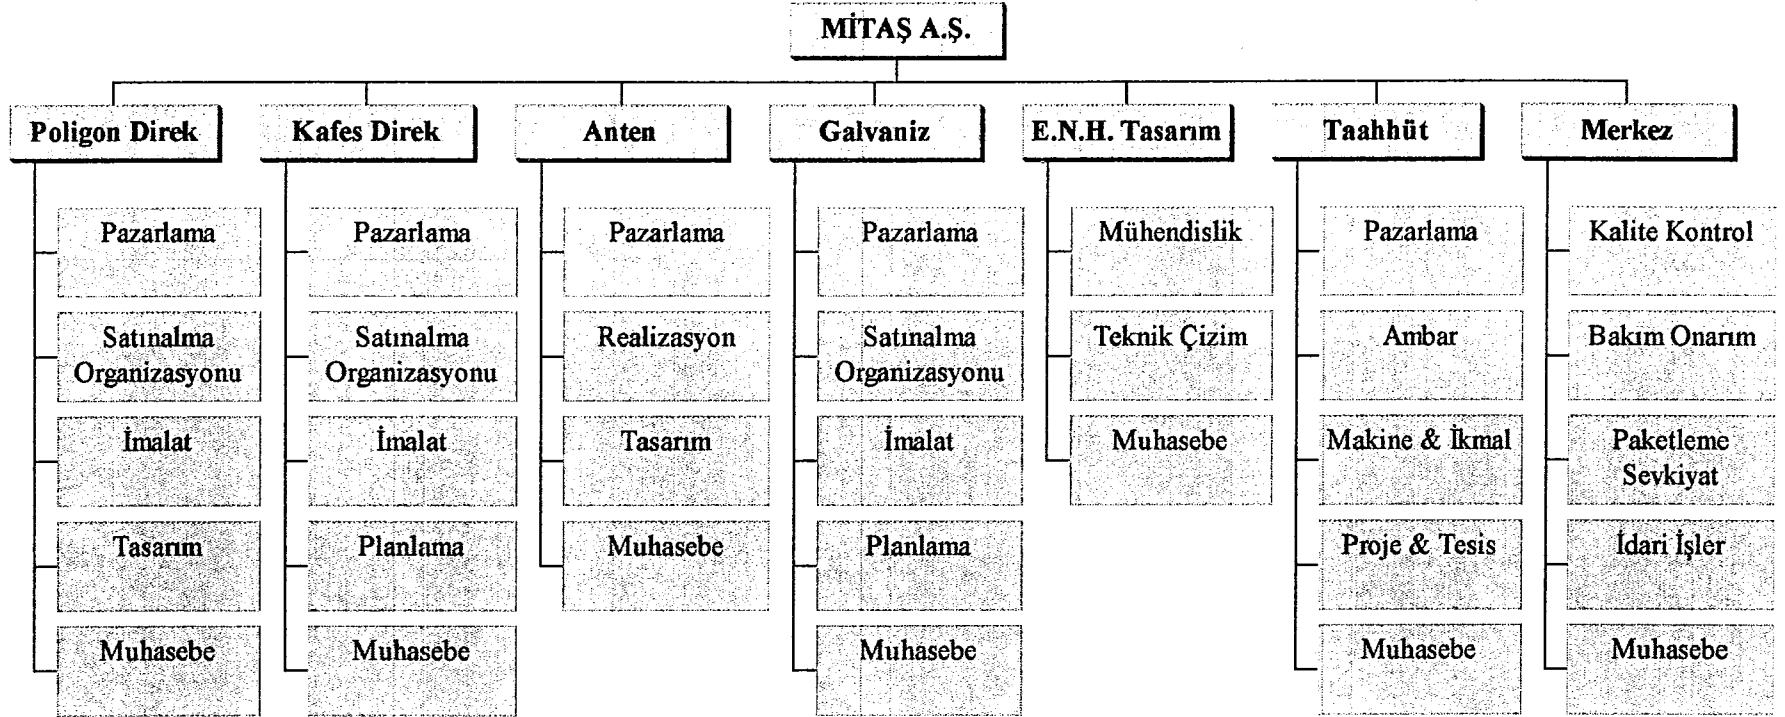 MİTAŞ A.Ş.
Poligon Direk
Pazarlama
Satınalma
Organizasyonu
İmalat
Tasarım
Muhasebe
Kafes Direk
Pazarlama
Satınalma
Organizasyonu
İmalat
Planlama
Muhasebe
Anten
Pazarlama
Realizasyon
Tasarım
Muhasebe
Galvaniz
Pazarlama
Satınalma
Organizasyonu
İmalat
Planlama
Muhasebe
E.N.H. Tasarım
Mühendislik
Teknik Çizim
Muhasebe
Taahhüt
Pazarlama
Ambar
Makine & İkmal
Proje & Tesis
Muhasebe
Merkez
Kalite Kontrol
Bakım Onarım
Paketleme
Sevkiyat
İdari İşler
Muhasebe